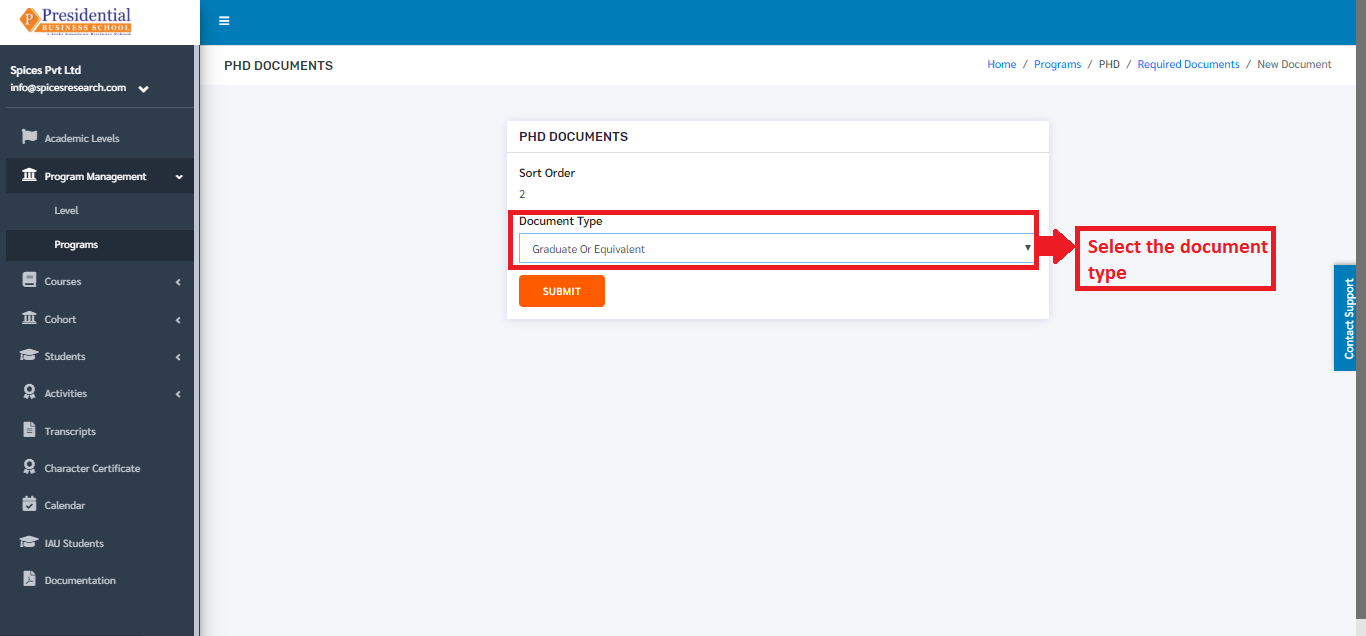 Presidential
BUSINESS SCHOOL
Spices Pvt Ltd
info@spicesresearch.com
Academic Levels
Program Management
Level
Programs
Courses
Cohort
Students
Activities
Transcripts
Character Certificate
Calendar
IAU Students
Documentation
PHD DOCUMENTS
Home / Programs / PHD / Required Documents / New Document
PHD DOCUMENTS
Sort Order
2
Document Type
Graduate Or Equivalent
SUBMIT
Select the document
type
Contact Support